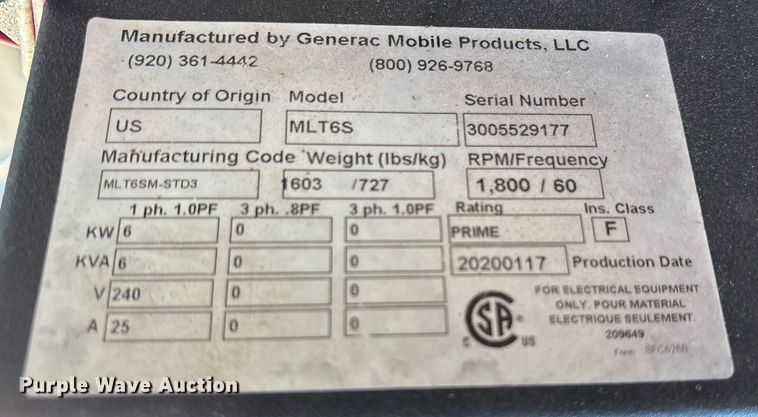 Manufactured by Generac Mobile Products, LLC
(920) 361-4442 (800) 926-9768
Country of Origin Model Serial Number
US MLT6S 3005529177
Manufacturing Code Weight (lbs/kg) RPM/Frequency
MLT6SM-STD3 1603 /727 1,800 / 60
1 ph. 1.0PF 3 ph. .8PF 3 ph. 1.0PF Rating Ins. Class
KW 6 0 0 PRIME F
KVA 6 0 0 20200117 Production Date
V 240 0 0
A 25 0 0
FOR ELECTRICAL EQUIPMENT
ONLY. POUR MATERIAL
ELECTRIQUE SEULEMENT.
209649
SA ®
C US
Form
Purple Wave Auction